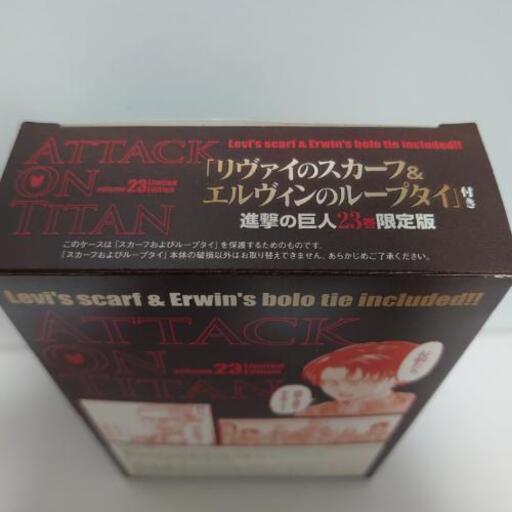 ATTACK
ON
TITAN
volume 23 Limited Edition
Levi's scarf & Erwin's bolo tie included!!
「リヴァイのスカーフ&
エルヴィンのループタイ」付き
進撃の巨人23巻限定版
このケースは「スカーフおよびループタイ」を保護するためのものです。
「スカーフおよびループタイ」本体の破損以外はお取り替えできません。あらかじめご了承ください。
Levi's scarf & Erwin's bolo tie included!!
ATTACK
ON
TITAN
volume 23 Limited Edition